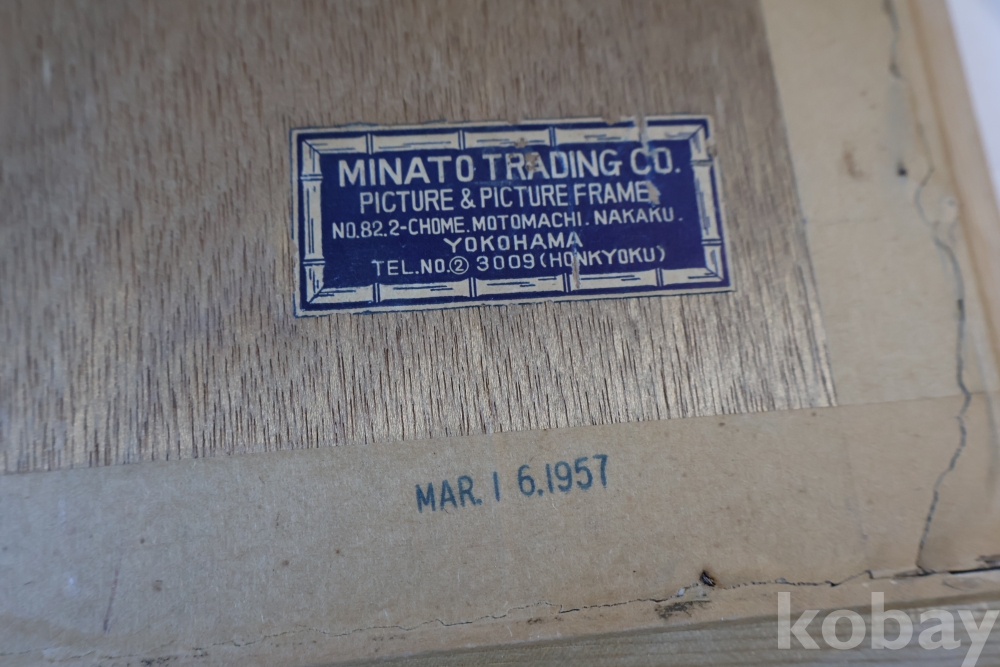 MINATO TRADING CO.
PICTURE & PICTURE FRAME
NO.82.2-CHOME.MOTOMACHI.NAKAKU.
YOKOHAMA
TEL.NO.② 3009 (HONKYOKU)
MAR.1 6.1957
kobay